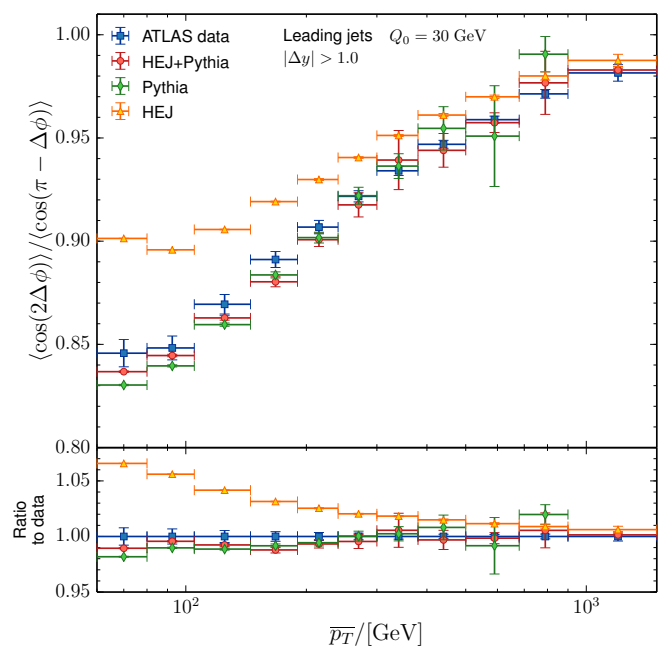 ATLAS data
HEJ+Pythia
Pythia
HEJ
Leading jets Q₀ = 30 GeV
|Δy| > 1.0
⟨cos(2Δϕ)⟩/⟨cos(π − Δϕ)⟩
1.00
0.95
0.90
0.85
0.80
Ratio
to data
1.05
1.00
0.95
10² 10³
p̅_T̅/[GeV]